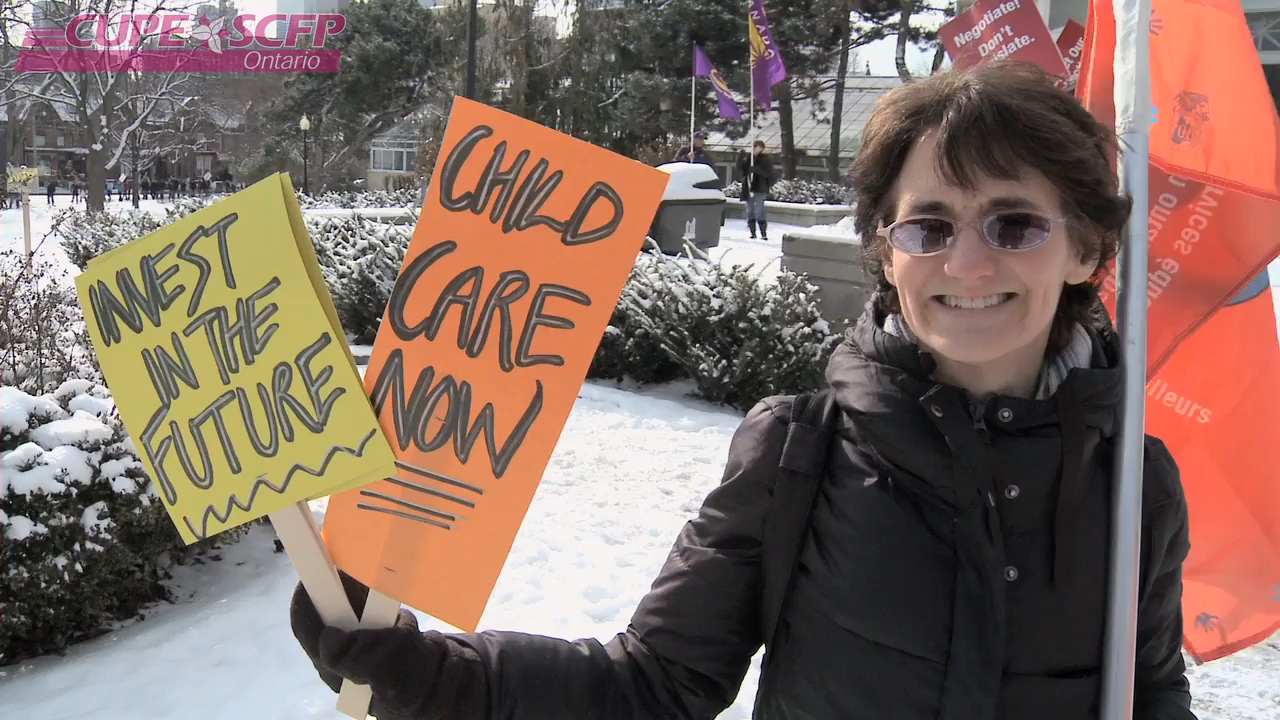 CUPE SCFP
Ontario
Negotiate!
Don't
INVEST
IN THE
FUTURE
CHILD
CARE
NOW